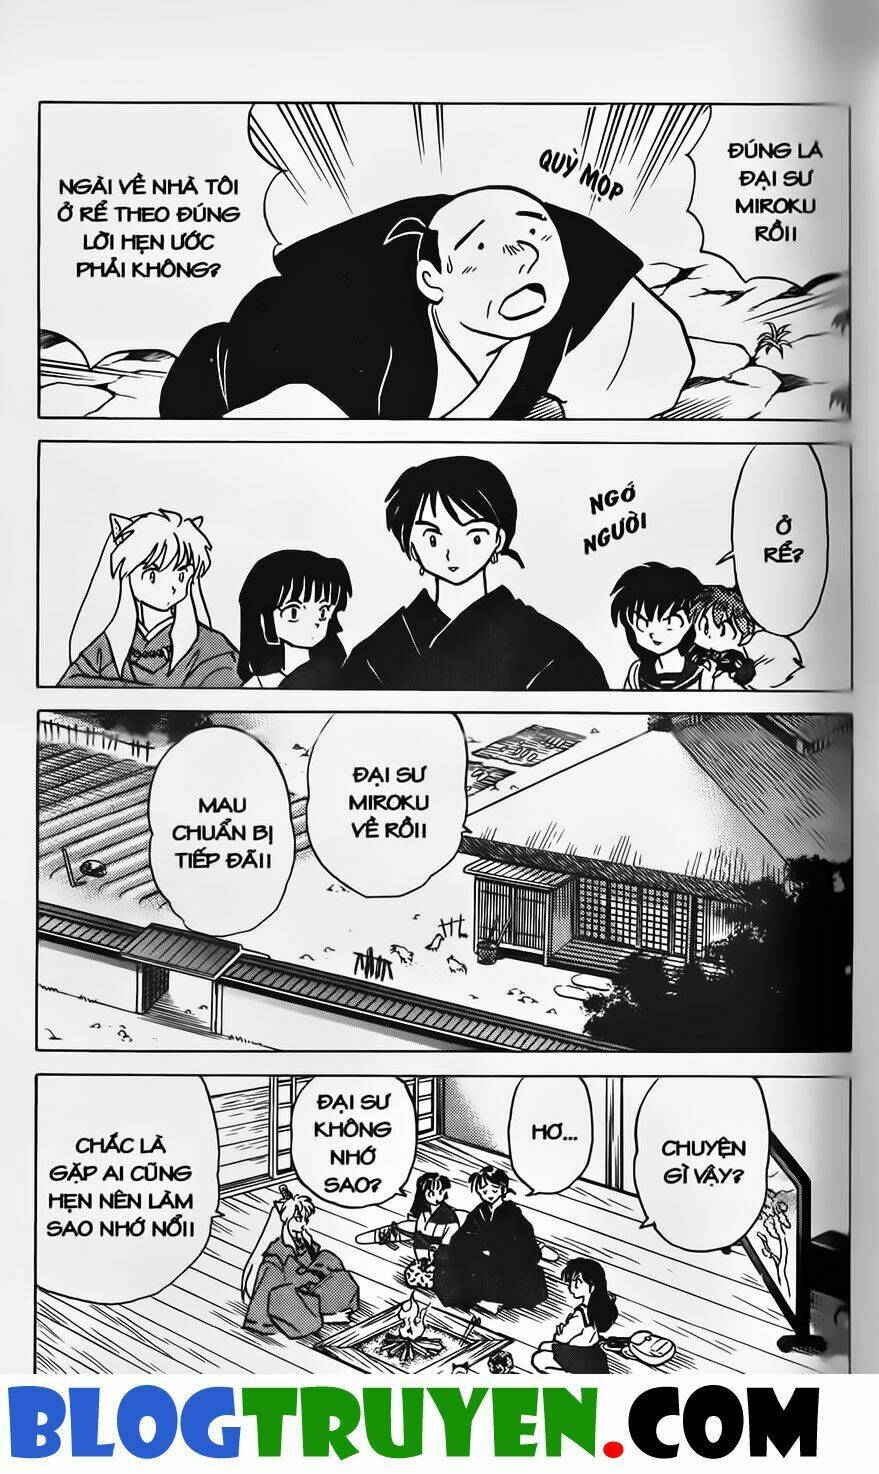 ĐÚNG LÀ
ĐẠI SƯ
MIROKU
RỒI!
QUỲ MỌP
NGÀI VỀ NHÀ TÔI
Ở RỂ THEO ĐÚNG
LỜI HẸN ƯỚC
PHẢI KHÔNG?
Ở
RỂ?
NGỚ
NGƯỜI
ĐẠI SƯ
MIROKU
VỀ RỒI!
MAU
CHUẨN BỊ
TIẾP ĐÃI!
CHUYỆN
GÌ VẬY?
HƠ...
ĐẠI SƯ
KHÔNG
NHỚ
SAO?
CHẮC LÀ
GẶP AI CŨNG
HẸN NÊN LÀM
SAO NHỚ NỔI!
BLOGTRUYEN.COM